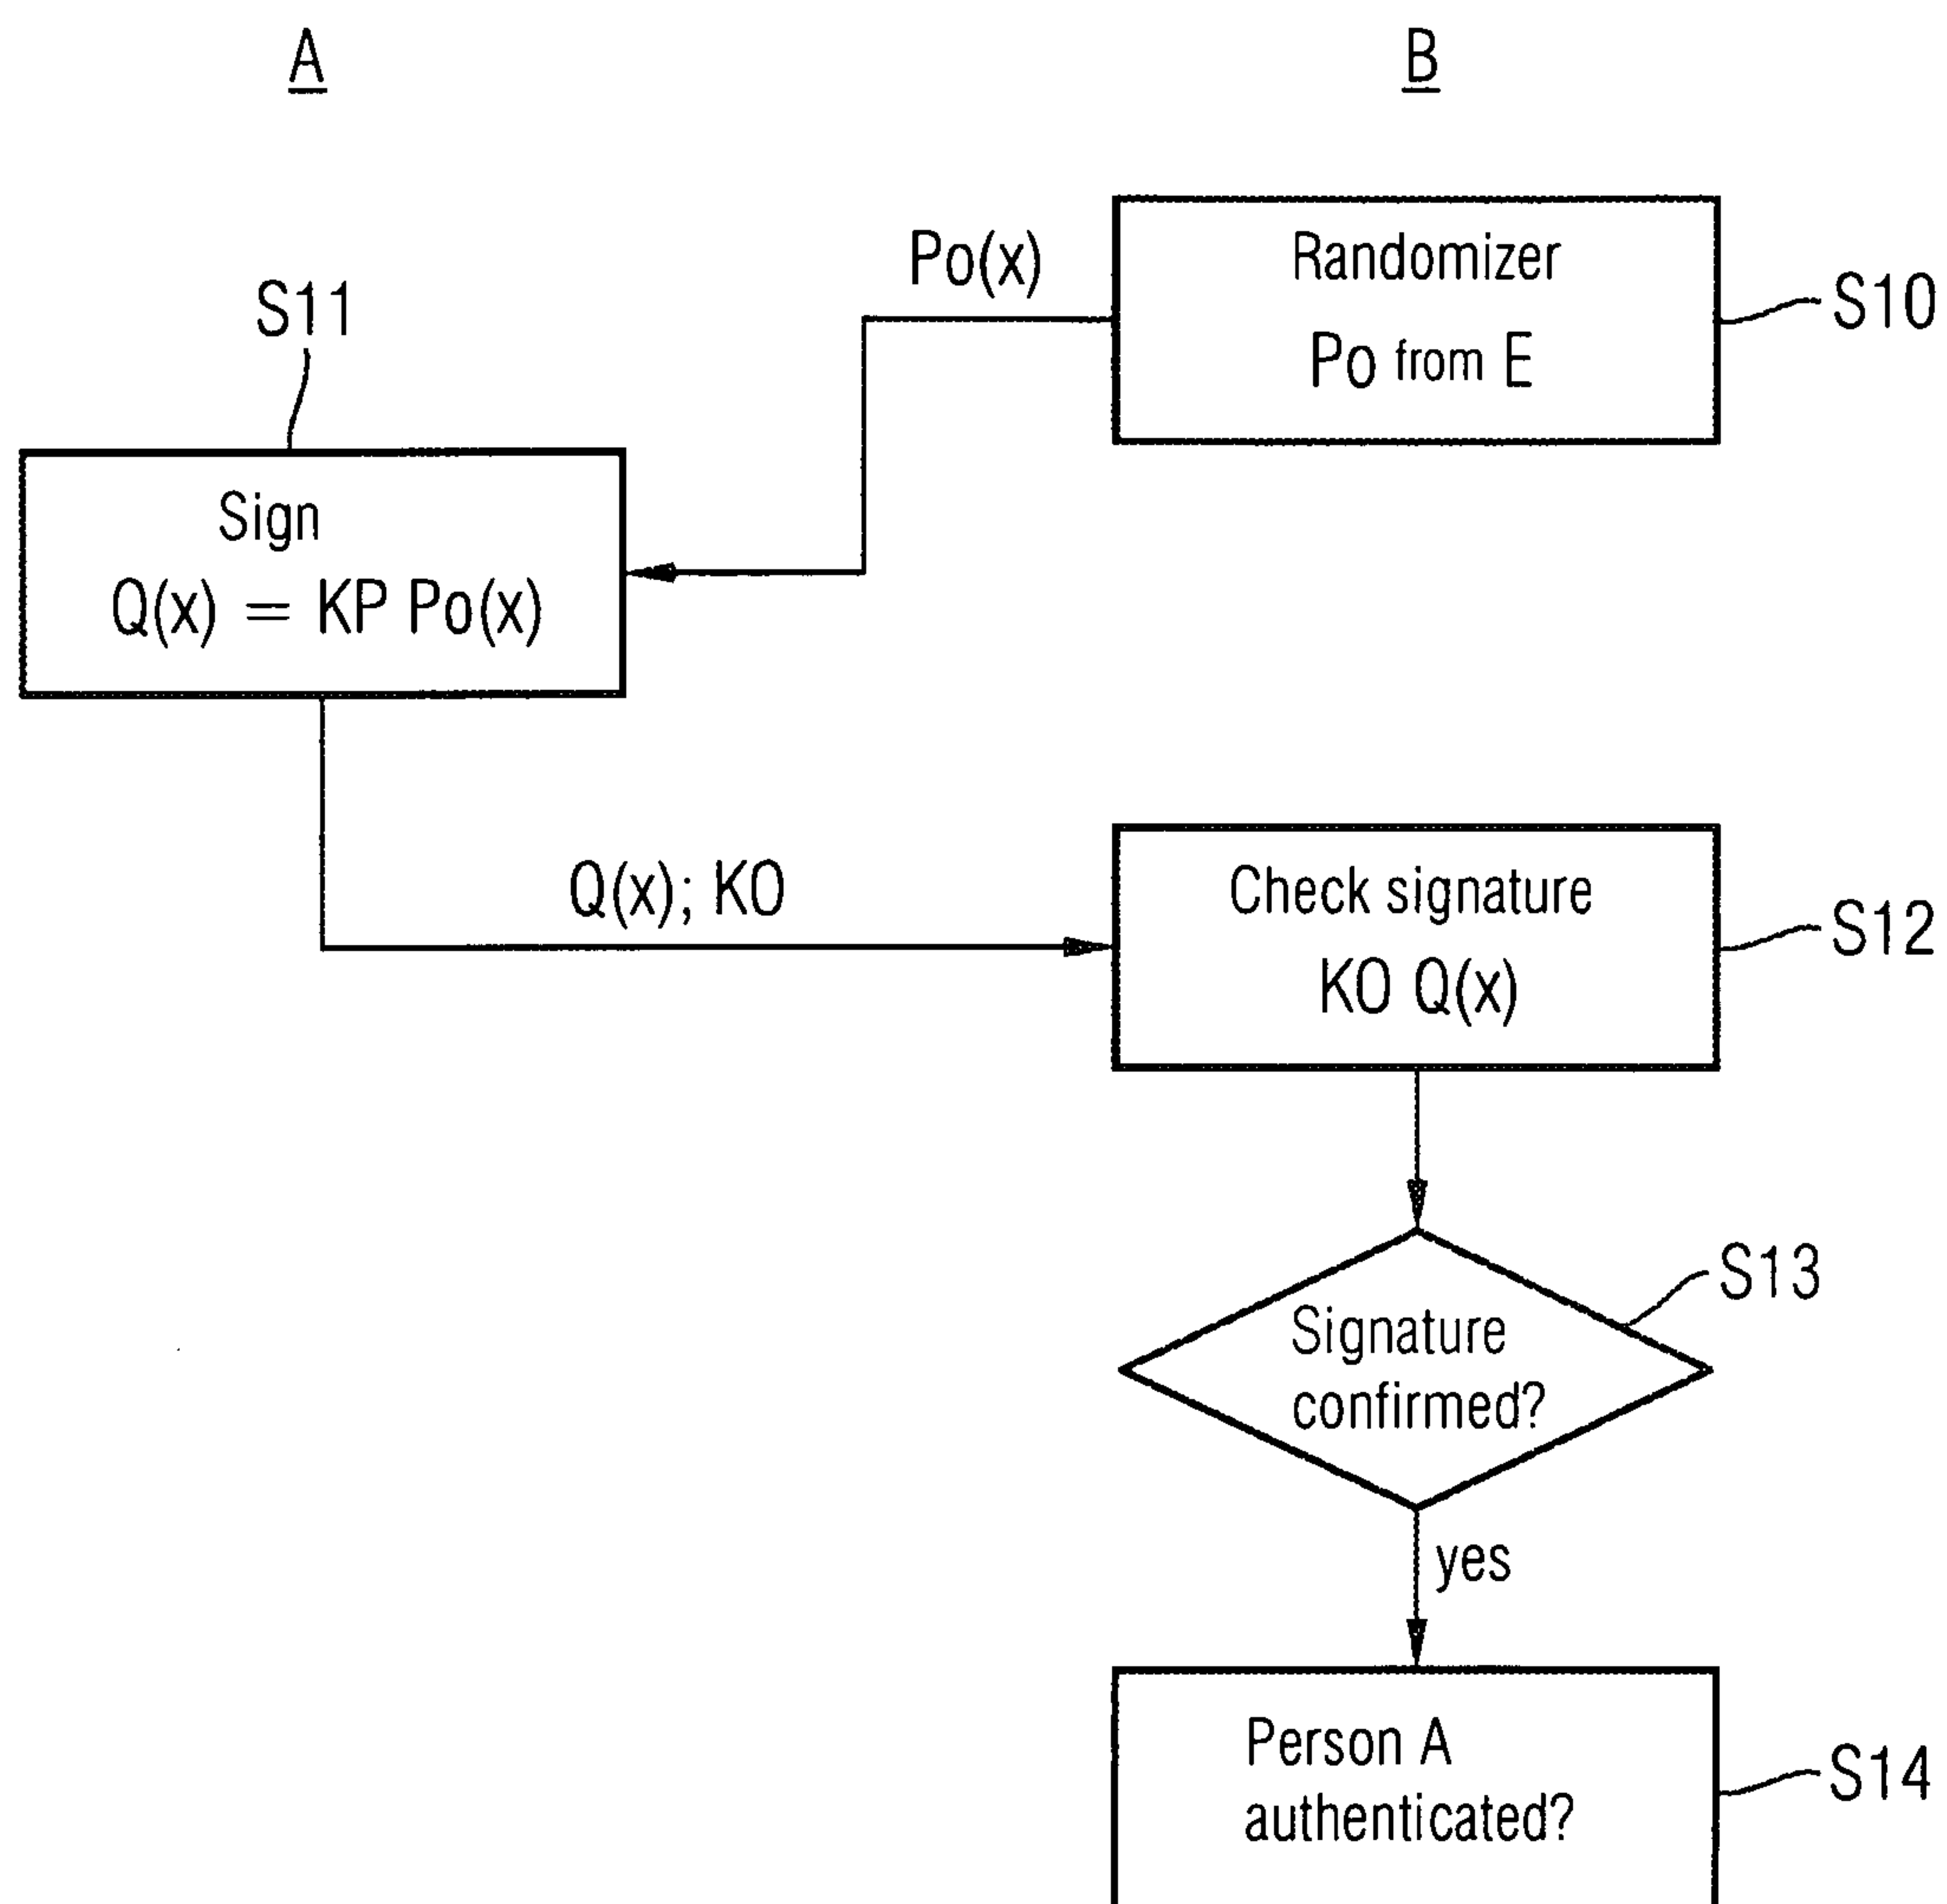 A
B
Randomizer
Po from E
S10
Po(x)
S11
Sign
Q(x) = KP Po(x)
Q(x); KO
Check signature
KO Q(x)
S12
S13
Signature
confirmed?
yes
Person A
authenticated?
S14